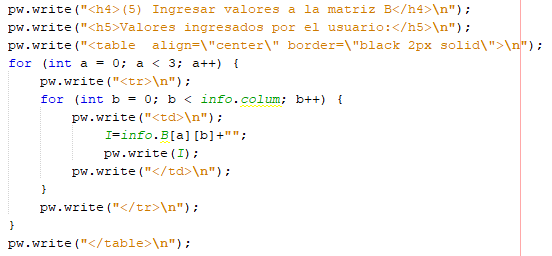 pw.write("<h4>(5) Ingresar valores a la matriz B</h4>\n");
pw.write("<h5>Valores ingresados por el usuario:</h5>\n");
pw.write("<table  align=\"center\" border=\"black 2px solid\">\n");
for (int a = 0; a < 3; a++) {
    pw.write("<tr>\n");
    for (int b = 0; b < info.colum; b++) {
        pw.write("<td>\n");
            I=info.B[a][b]+"";
            pw.write(I);
        pw.write("</td>\n");
    }
    pw.write("</tr>\n");
}
pw.write("</table>\n");